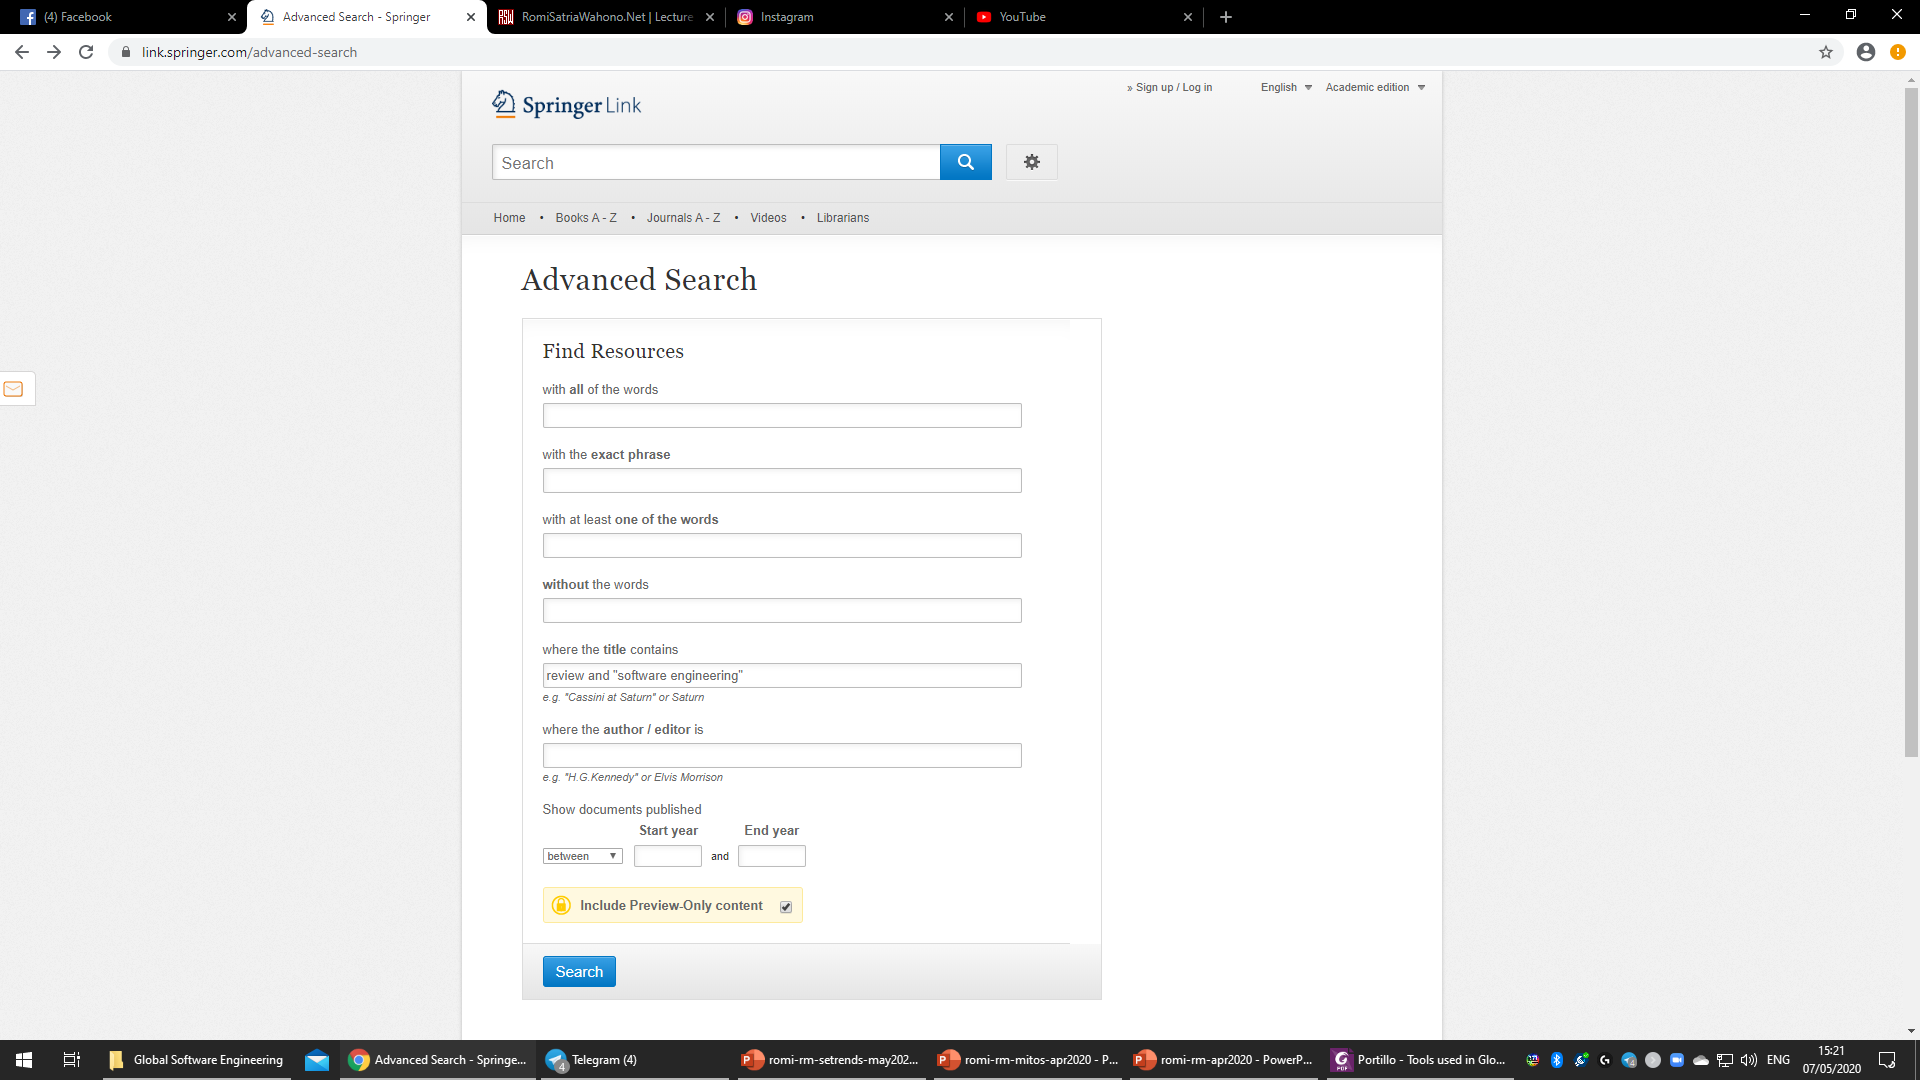 (4) Facebook
Advanced Search - Springer
RomiSatriaWahono.Net | Lecture
Instagram
YouTube
link.springer.com/advanced-search
» Sign up / Log in
English
Academic edition
Springer Link
Search
Home • Books A - Z • Journals A - Z • Videos • Librarians
Advanced Search
Find Resources
with all of the words
with the exact phrase
with at least one of the words
without the words
where the title contains
review and "software engineering"
e.g. "Cassini at Saturn" or Saturn
where the author / editor is
e.g. "H.G.Kennedy" or Elvis Morrison
Show documents published
Start year End year
between and
Include Preview-Only content
Search
Global Software Engineering
Advanced Search - Springe...
4
Telegram (4)
romi-rm-setrends-may202...
romi-rm-mitos-apr2020 - P...
romi-rm-apr2020 - PowerP...
Portillo - Tools used in Glo...
ENG
15:21
07/05/2020